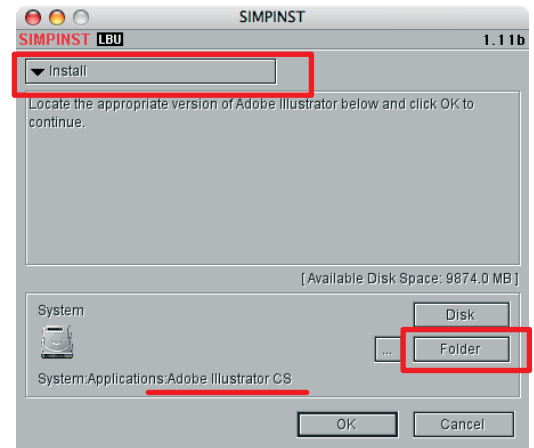 SIMPINST
SIMPINST LBU 1.11b
Install
Locate the appropriate version of Adobe Illustrator below and click OK to
continue.
[ Available Disk Space: 9874.0 MB ]
System
Disk
... Folder
System:Applications:Adobe Illustrator CS
OK Cancel